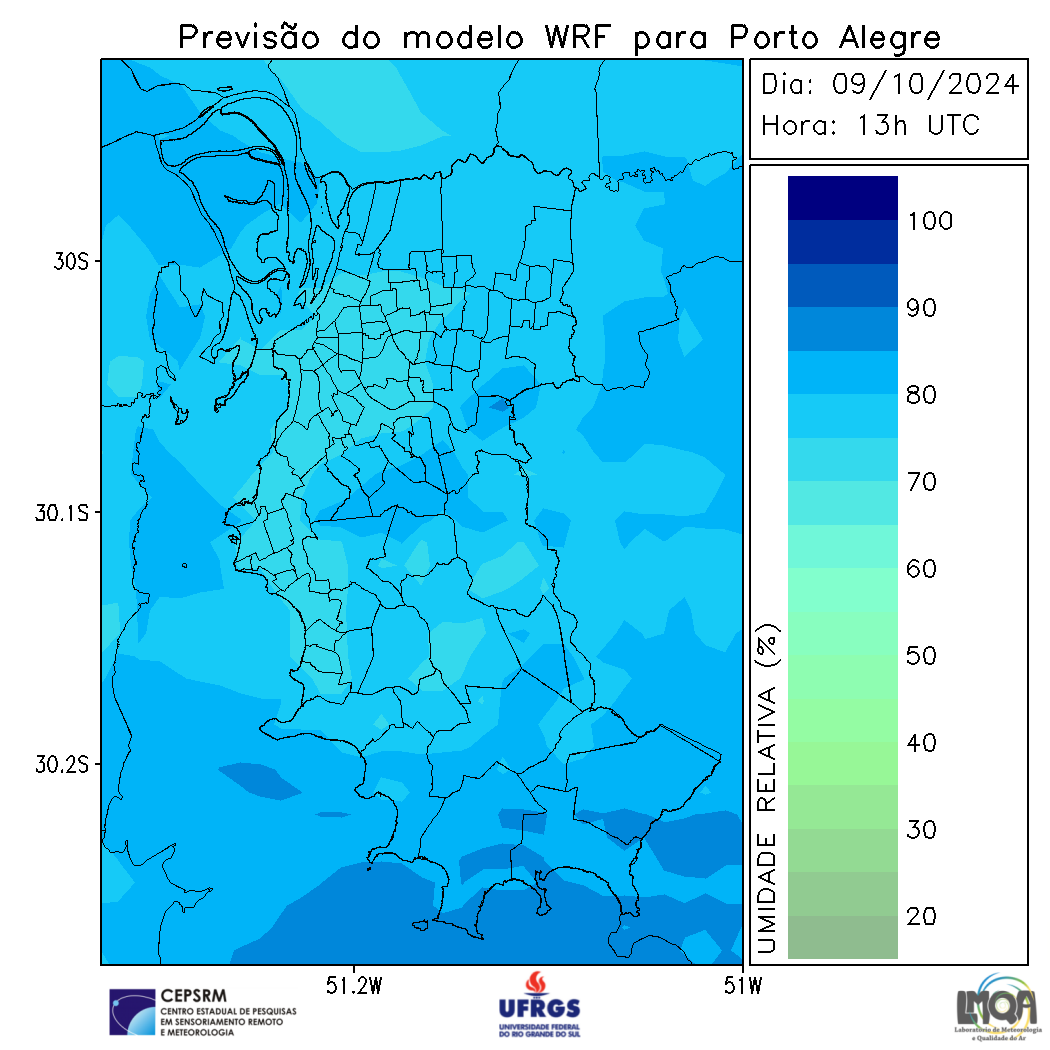 Previsão do modelo WRF para Porto Alegre
Dia: 09/10/2024
Hora: 13h UTC
100
90
80
70
60
50
40
30
20
UMIDADE RELATIVA (%)
30S
30.1S
30.2S
51.2W
51W
CEPSRM
CENTRO ESTADUAL DE PESQUISAS
EM SENSORIAMENTO REMOTO
E METEOROLOGIA
UFRGS
UNIVERSIDADE FEDERAL
DO RIO GRANDE DO SUL
LMQA
Laboratório de Meteorologia
e Qualidade do Ar